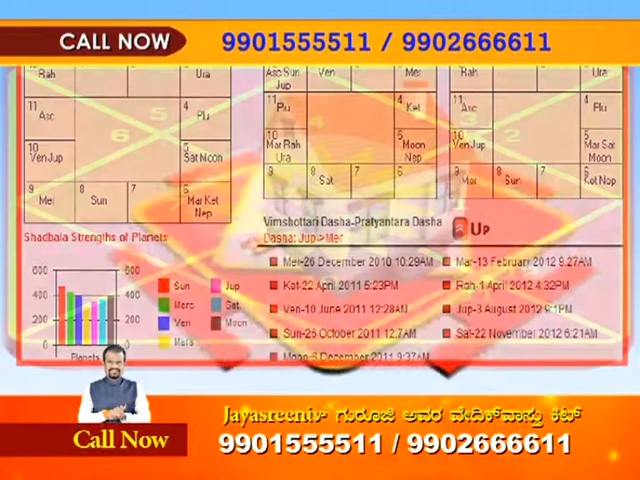 CALL NOW 9901555511 / 9902666611
Rah Ura Asc Sun Ven Mer Rah Ura
Jup
11 4 11 4 Ket 11 4
Asc Plu Plu Asc Plu
10 5 10 5 10 5
Ven Jup Sat Moon Mar Rah Moon Ven Jup Mar Sat
Ura Nep Moon
9 8 7 6 9 8 7 6 9 8 7 6
Mer Sun Mar Ket Sat Sun
Nep
Vimshottari Dasha-Pratyantara Dasha Up
Shadbala Strengths of Planets Dasha: Jup->Mer
Mer-26 December 2010 10.29AM Mar-13 February 2012 9.27AM
600 600 Sun Jup Ket-22 April 2011 5:23PM Rah-1 April 2012 4:32PM
400 400 Merc Sat Ven-10 June 2011 12:28AM Jup-3 August 2012 9:1PM
200 200 Ven Moon Sun-26 October 2011 12:7AM Sat-22 November 2012 6:21AM
0 0 Mars
Planets Moon-6 December 2011 9:37AM
Jayasreenivas ಗುರೂಜಿ ಅವರ ವೇದಿಕ್‌ವಾಸ್ತು ಕಿಟ್
Call Now 9901555511 / 9902666611